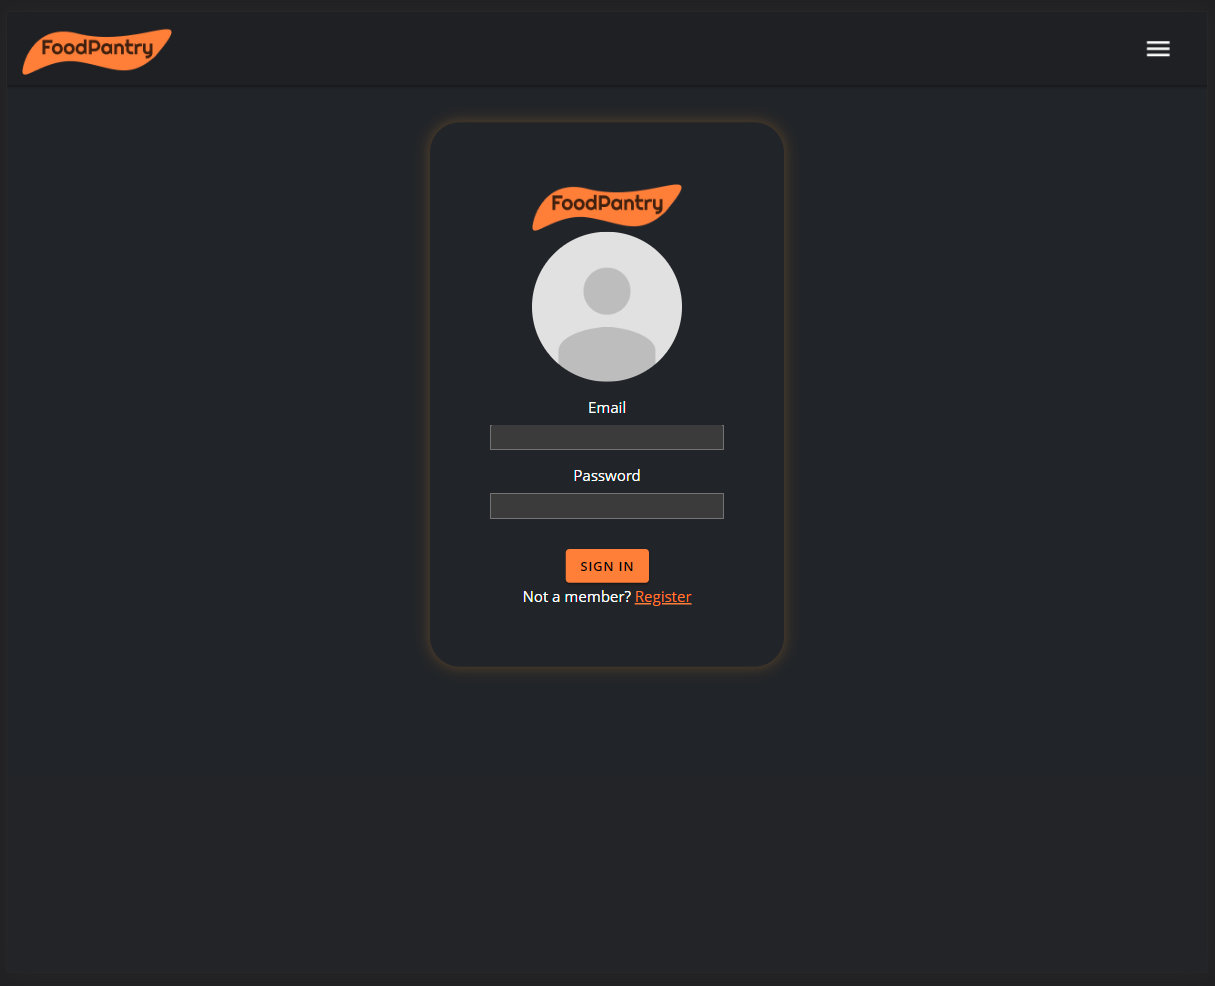 FoodPantry
FoodPantry
Email
Password
SIGN IN
Not a member? Register